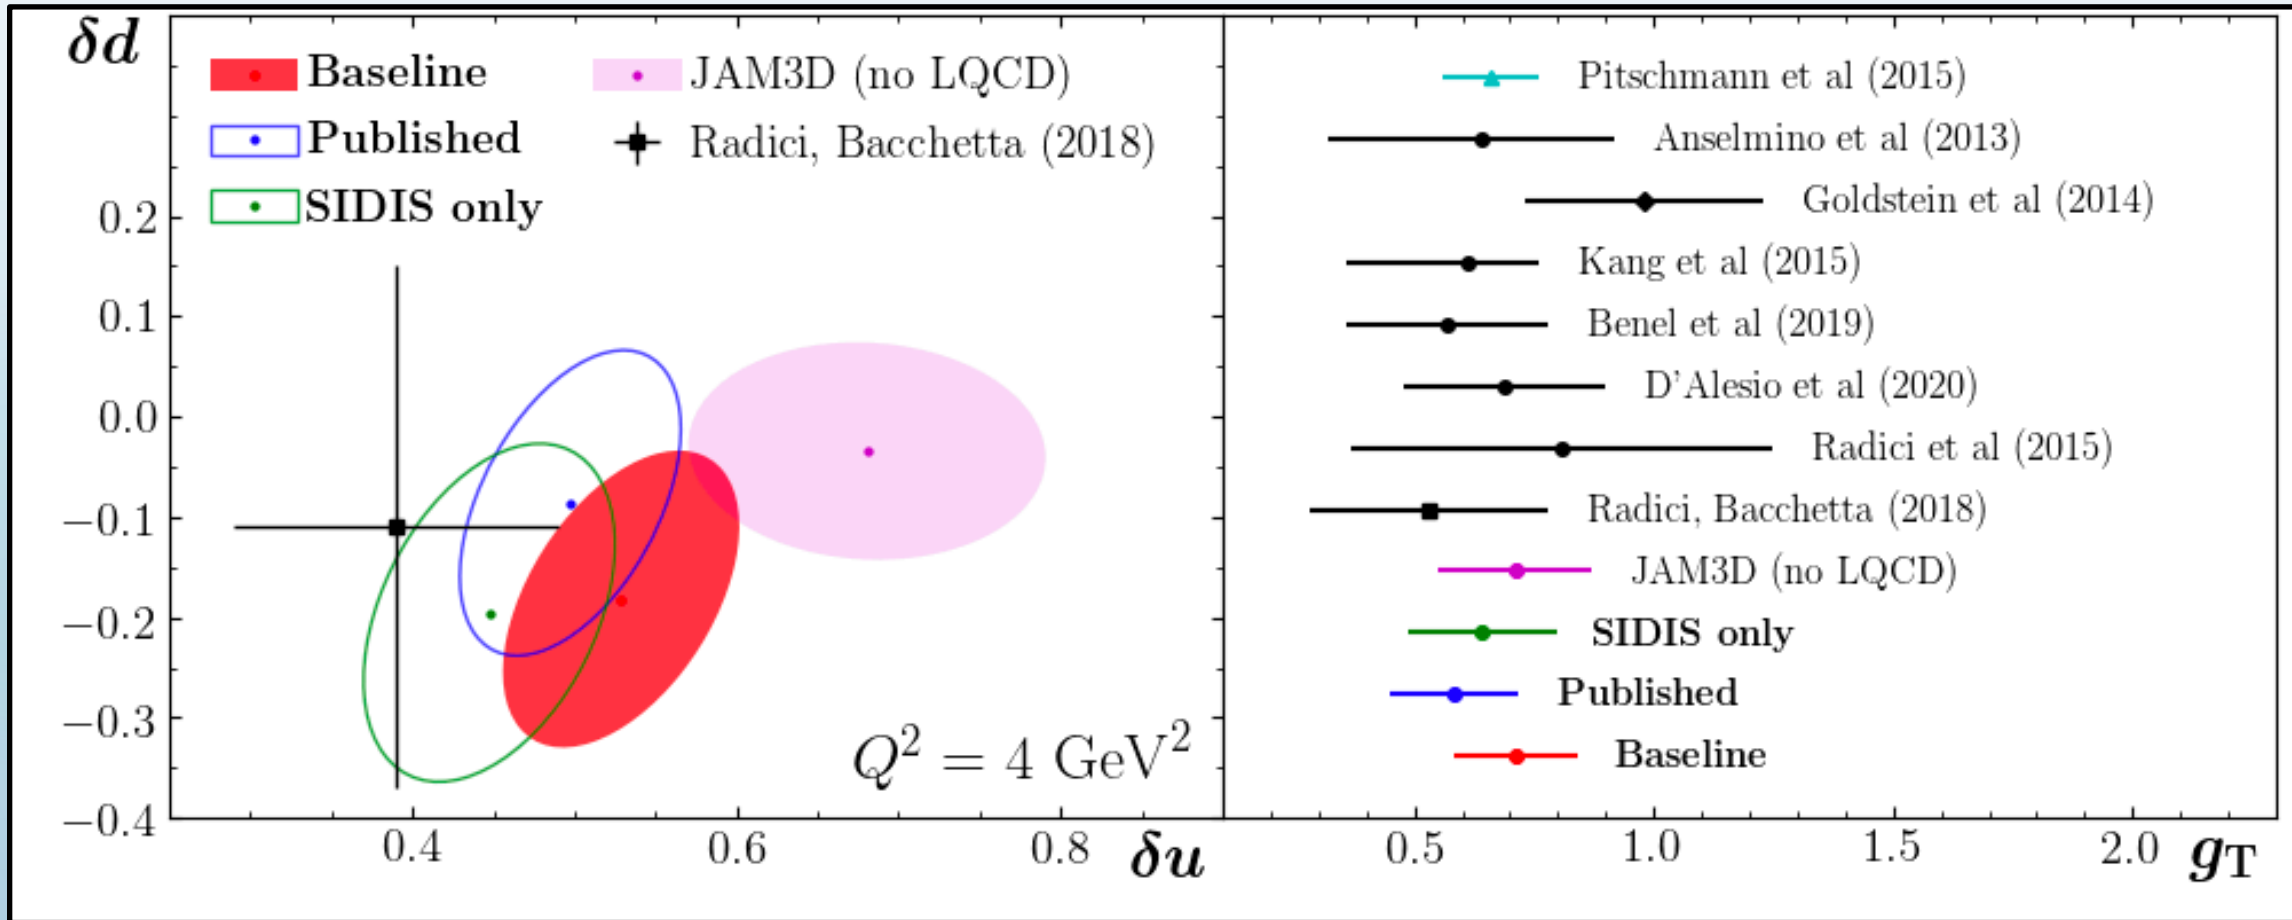 δd
Baseline
JAM3D (no LQCD)
Published
Radici, Bacchetta (2018)
SIDIS only
0.2
0.1
0.0
−0.1
−0.2
−0.3
−0.4
Q² = 4 GeV²
0.4
0.6
0.8
δu
Pitschmann et al (2015)
Anselmino et al (2013)
Goldstein et al (2014)
Kang et al (2015)
Benel et al (2019)
D'Alesio et al (2020)
Radici et al (2015)
Radici, Bacchetta (2018)
JAM3D (no LQCD)
SIDIS only
Published
Baseline
0.5
1.0
1.5
2.0
g_T